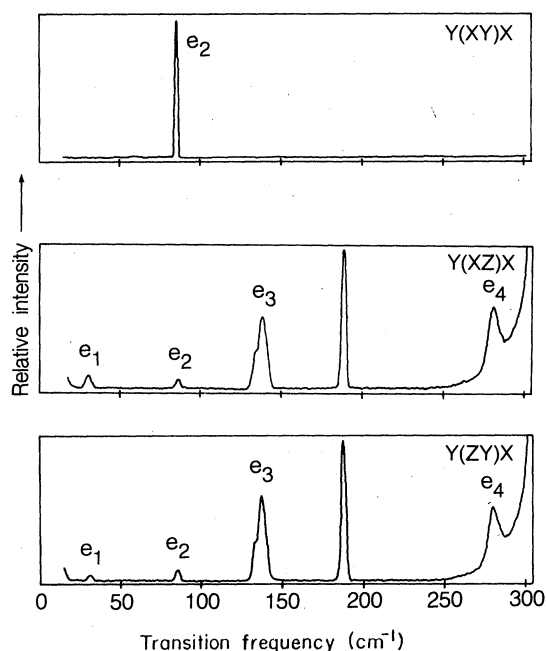 Y(XY)X
e2
Relative intensity
Y(XZ)X
e1
e2
e3
e4
Y(ZY)X
e1
e2
e3
e4
0 50 100 150 200 250 300
Transition frequency (cm-1)